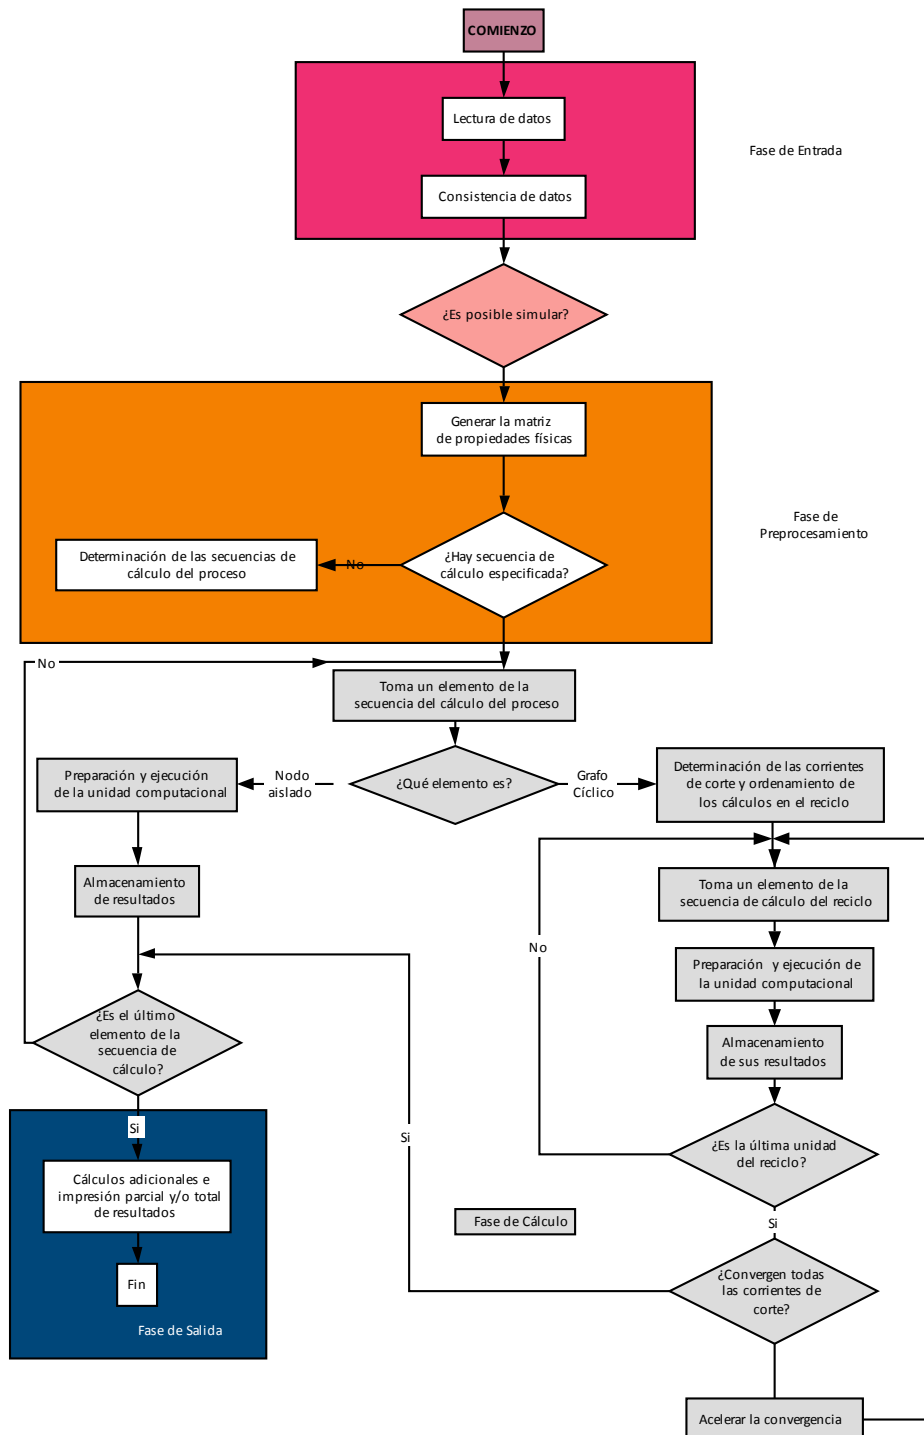 COMIENZO
Lectura de datos
Fase de Entrada
Consistencia de datos
¿Es posible simular?
Generar la matriz
de propiedades físicas
Fase de
Preprocesamiento
¿Hay secuencia de
cálculo especificada?
No
Determinación de las secuencias de
cálculo del proceso
No
Toma un elemento de la
secuencia del cálculo del proceso
¿Qué elemento es?
Nodo
aislado
Grafo
Cíclico
Preparación y ejecución
de la unidad computacional
Determinación de las corrientes
de corte y ordenamiento de
los cálculos en el reciclo
Almacenamiento
de resultados
Toma un elemento de la
secuencia de cálculo del reciclo
No
Preparación y ejecución de
la unidad computacional
¿Es el último
elemento de la
secuencia de
cálculo?
Almacenamiento
de sus resultados
Si
Si
¿Es la última unidad
del reciclo?
Cálculos adicionales e
impresión parcial y/o total
de resultados
Fase de Cálculo
Si
Fin
¿Convergen todas
las corrientes de
corte?
Fase de Salida
Acelerar la convergencia